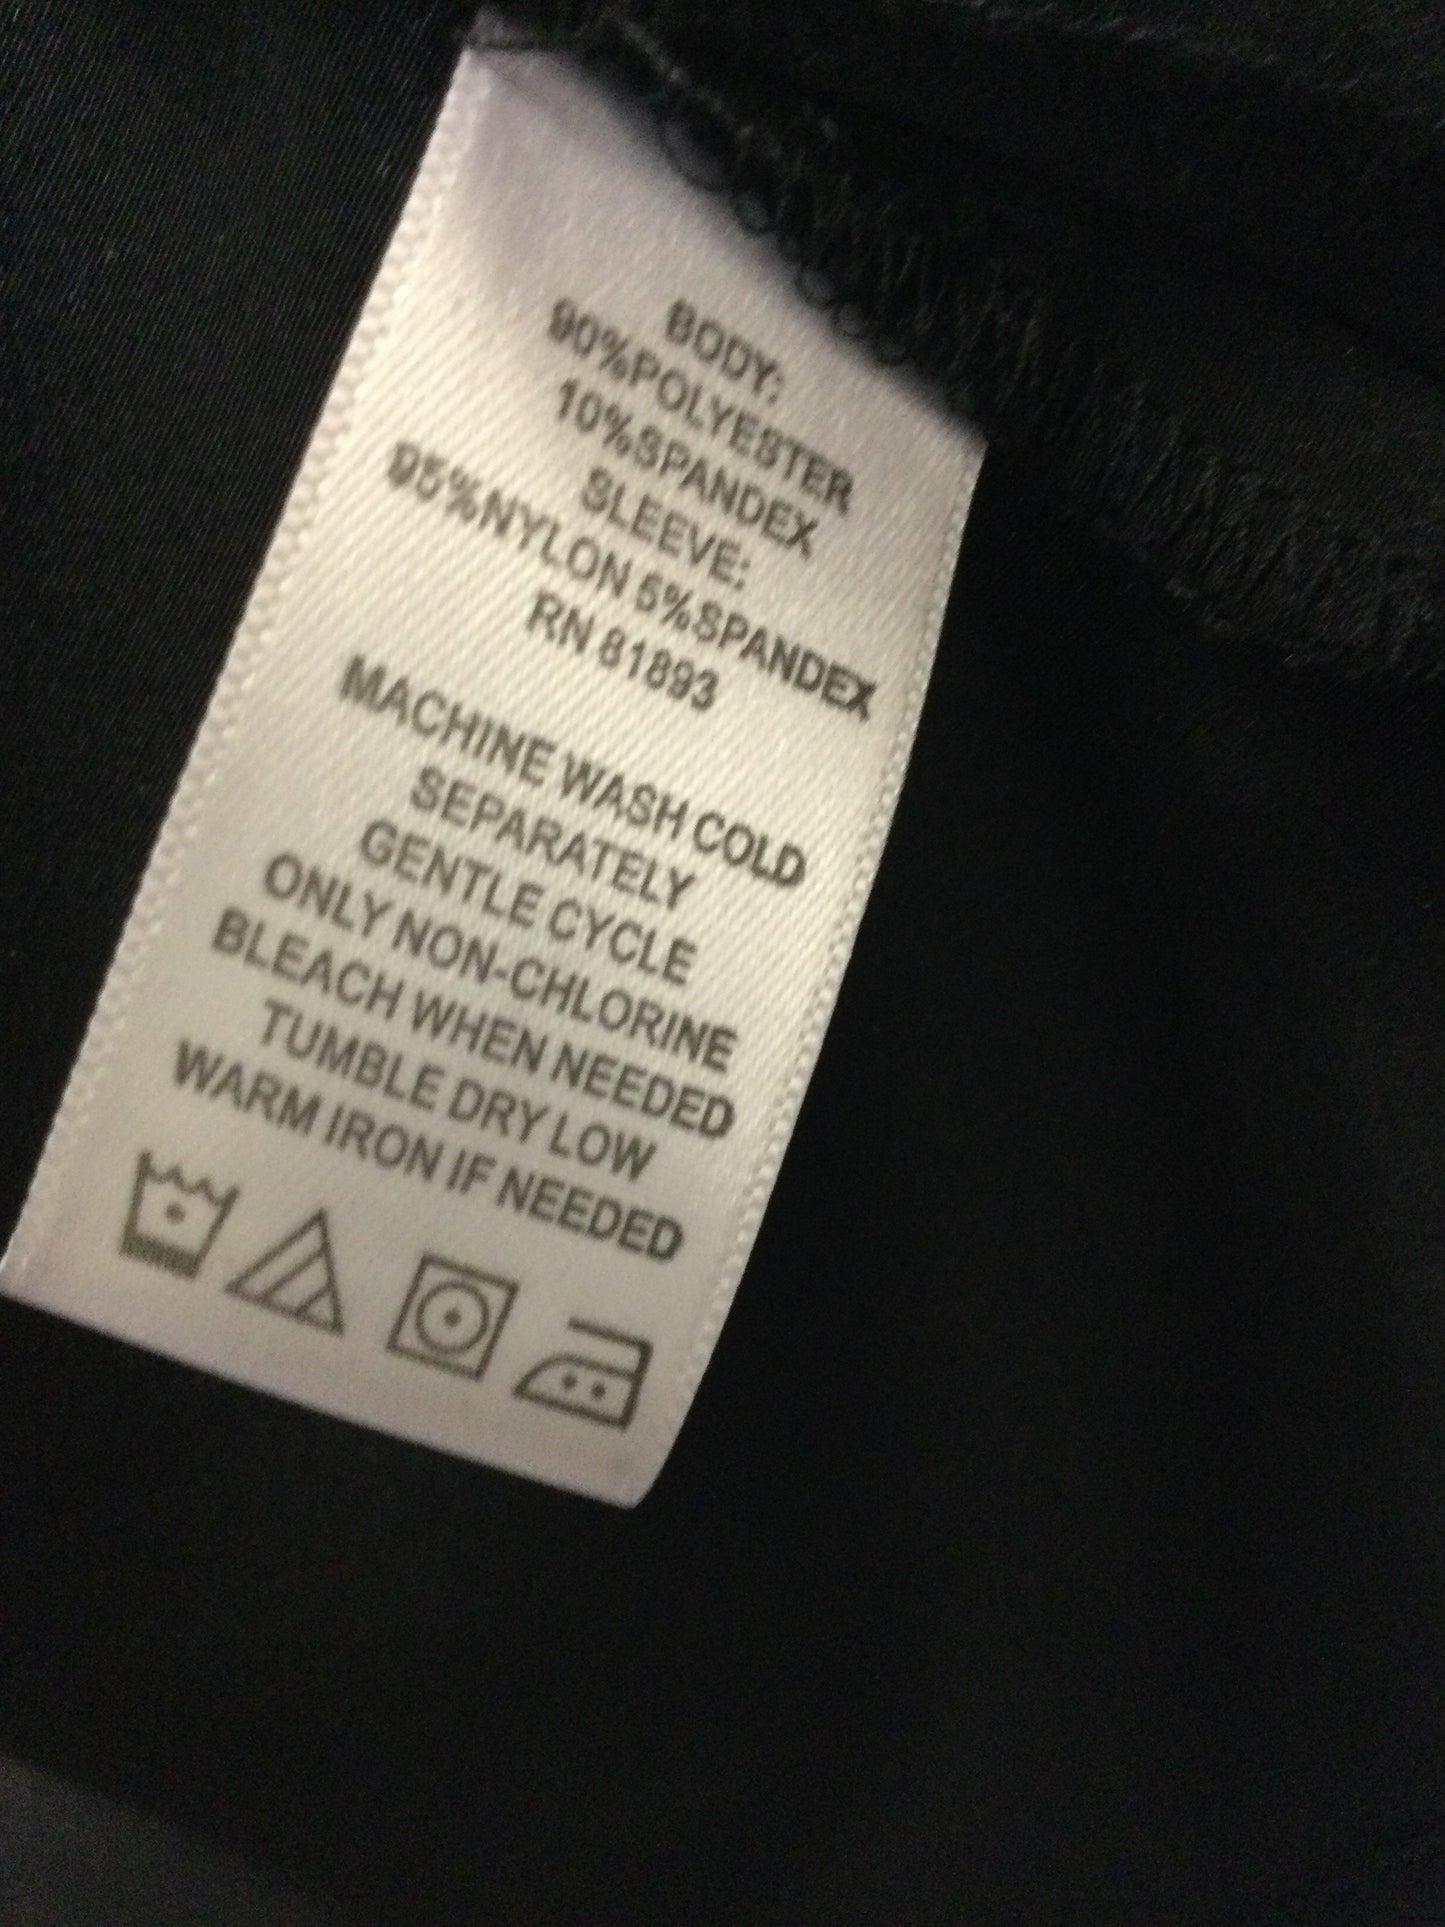 BODY:
90%POLYESTER
10%SPANDEX
SLEEVE:
95%NYLON 5%SPANDEX
RN 81893
MACHINE WASH COLD
SEPARATELY
GENTLE CYCLE
ONLY NON-CHLORINE
BLEACH WHEN NEEDED
TUMBLE DRY LOW
WARM IRON IF NEEDED